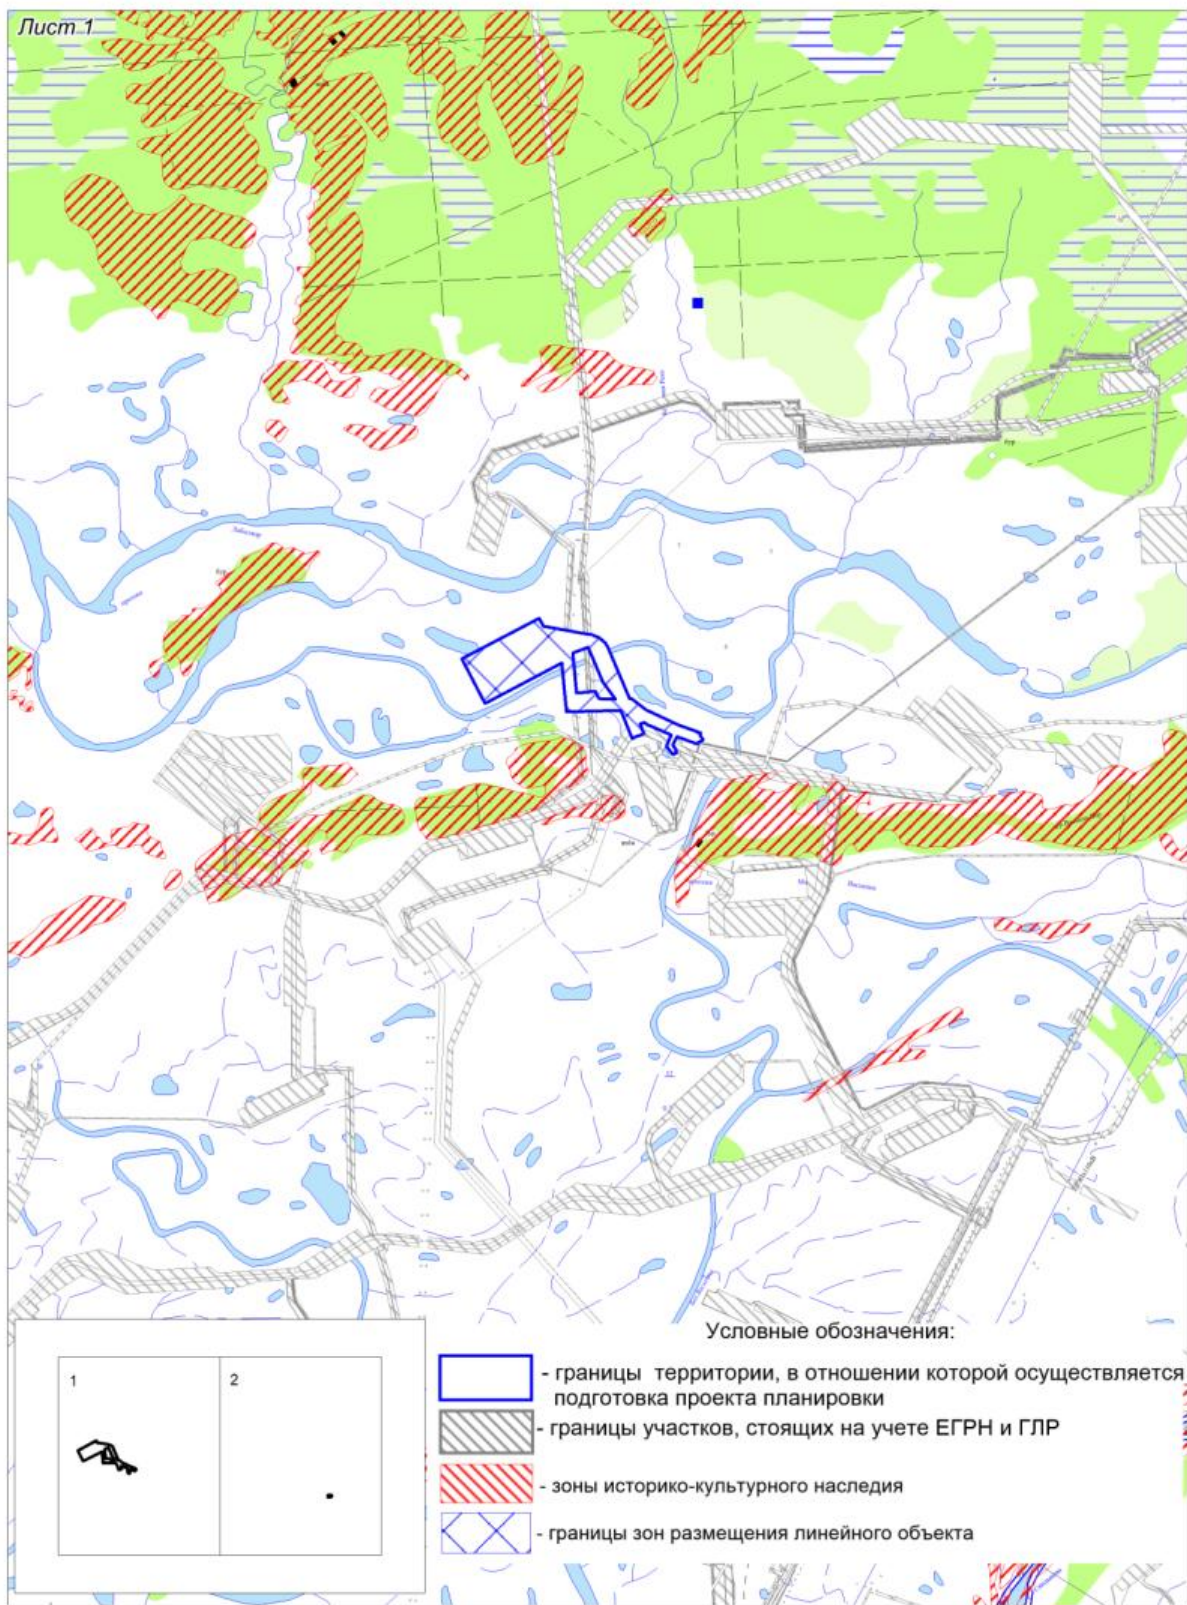 Лист 1
Условные обозначения:
- границы территории, в отношении которой осуществляется
подготовка проекта планировки
- границы участков, стоящих на учете ЕГРН и ГЛР
- зоны историко-культурного наследия
- границы зон размещения линейного объекта
1
2